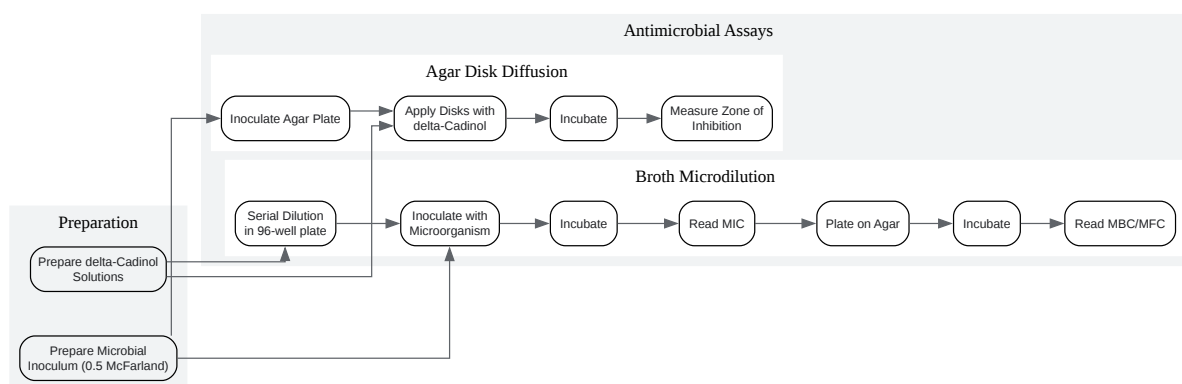 Antimicrobial Assays
Agar Disk Diffusion
Inoculate Agar Plate
Apply Disks with
delta-Cadinol
Incubate
Measure Zone of
Inhibition
Broth Microdilution
Serial Dilution
in 96-well plate
Inoculate with
Microorganism
Incubate
Read MIC
Plate on Agar
Incubate
Read MBC/MFC
Preparation
Prepare delta-Cadinol
Solutions
Prepare Microbial
Inoculum (0.5 McFarland)